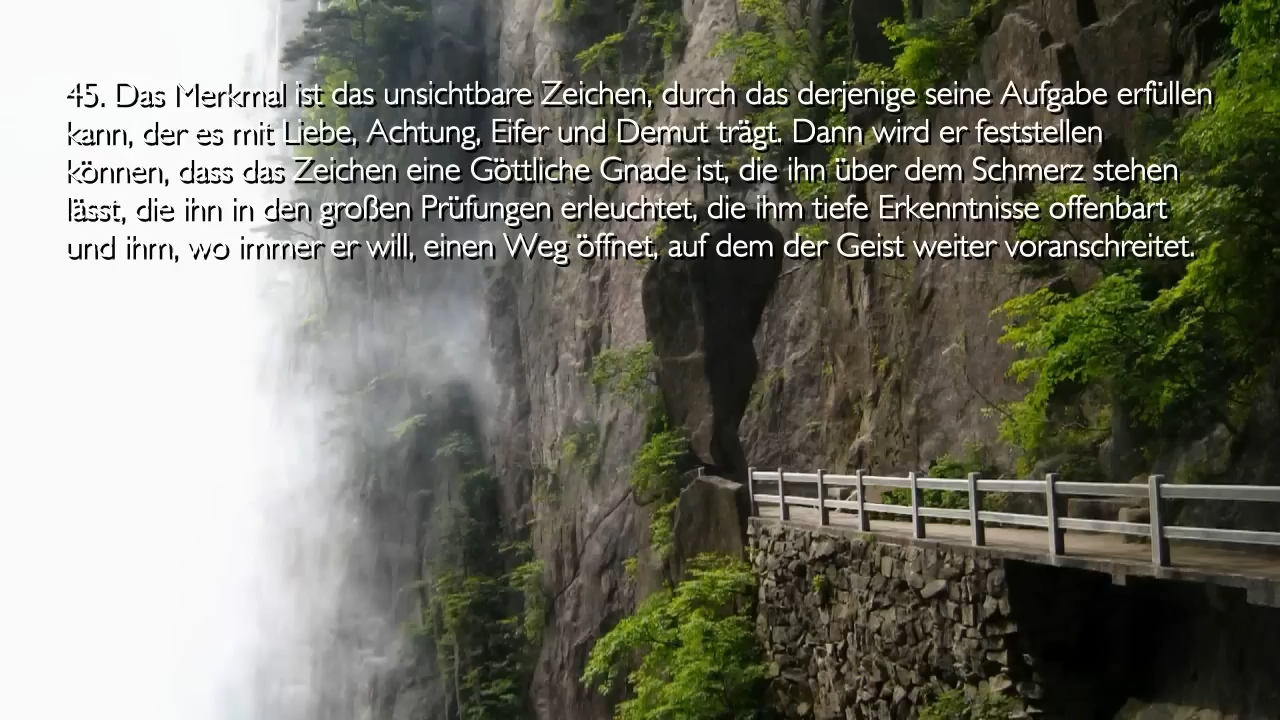 45. Das Merkmal ist das unsichtbare Zeichen, durch das derjenige seine Aufgabe erfüllen
kann, der es mit Liebe, Achtung, Eifer und Demut trägt. Dann wird er feststellen
können, dass das Zeichen eine Göttliche Gnade ist, die ihn über dem Schmerz stehen
lässt, die ihn in den großen Prüfungen erleuchtet, die ihm tiefe Erkenntnisse offenbart
und ihm, wo immer er will, einen Weg öffnet, auf dem der Geist weiter voranschreitet.